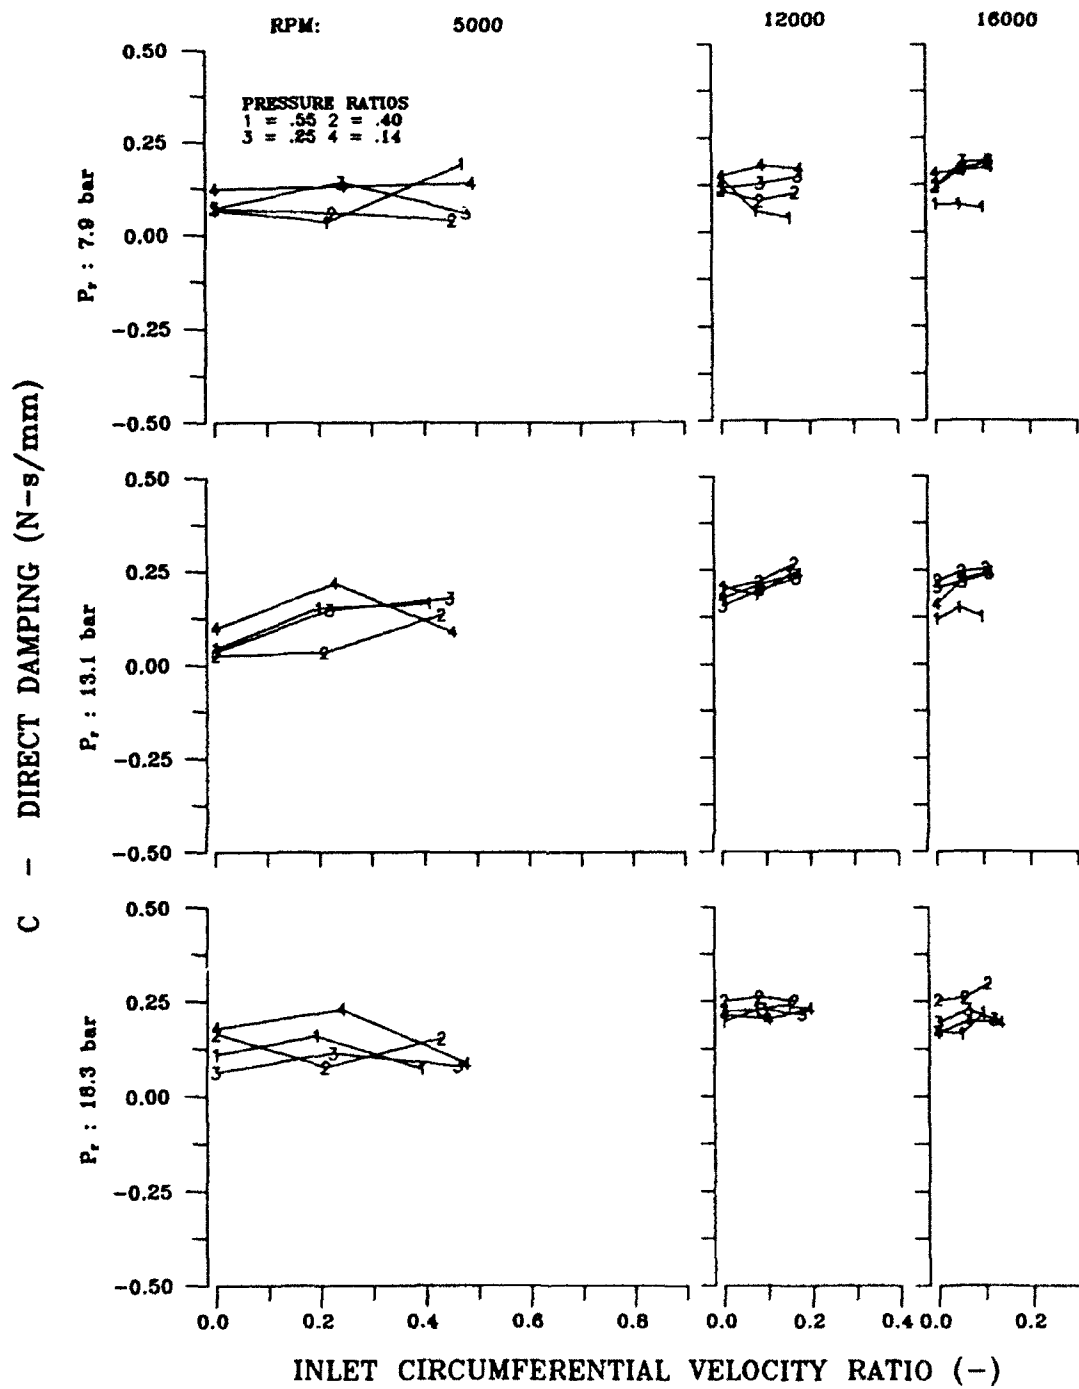 RPM: 5000 12000 16000
0.50
PRESSURE RATIOS
1 = .55 2 = .40
3 = .25 4 = .14
0.25
0.00
-0.25
-0.50
P_r : 7.9 bar
0.50
0.25
0.00
-0.25
-0.50
P_r : 13.1 bar
C - DIRECT DAMPING (N-s/mm)
0.50
0.25
0.00
-0.25
-0.50
P_r : 18.3 bar
0.0 0.2 0.4 0.6 0.8 0.0 0.2 0.4 0.0 0.2
INLET CIRCUMFERENTIAL VELOCITY RATIO (-)